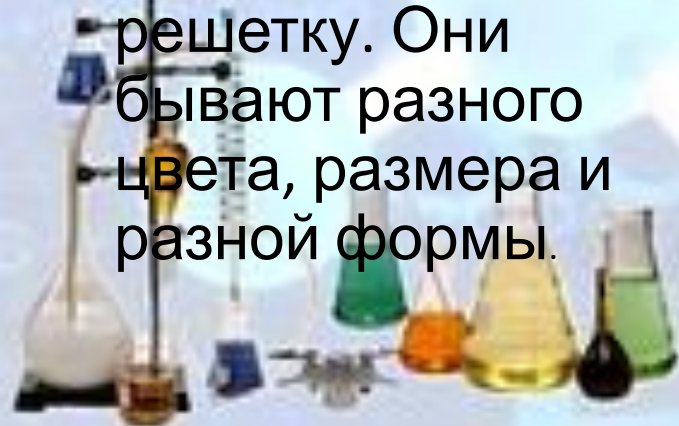 решетку. Они
бывают разного
цвета, размера и
разной формы.